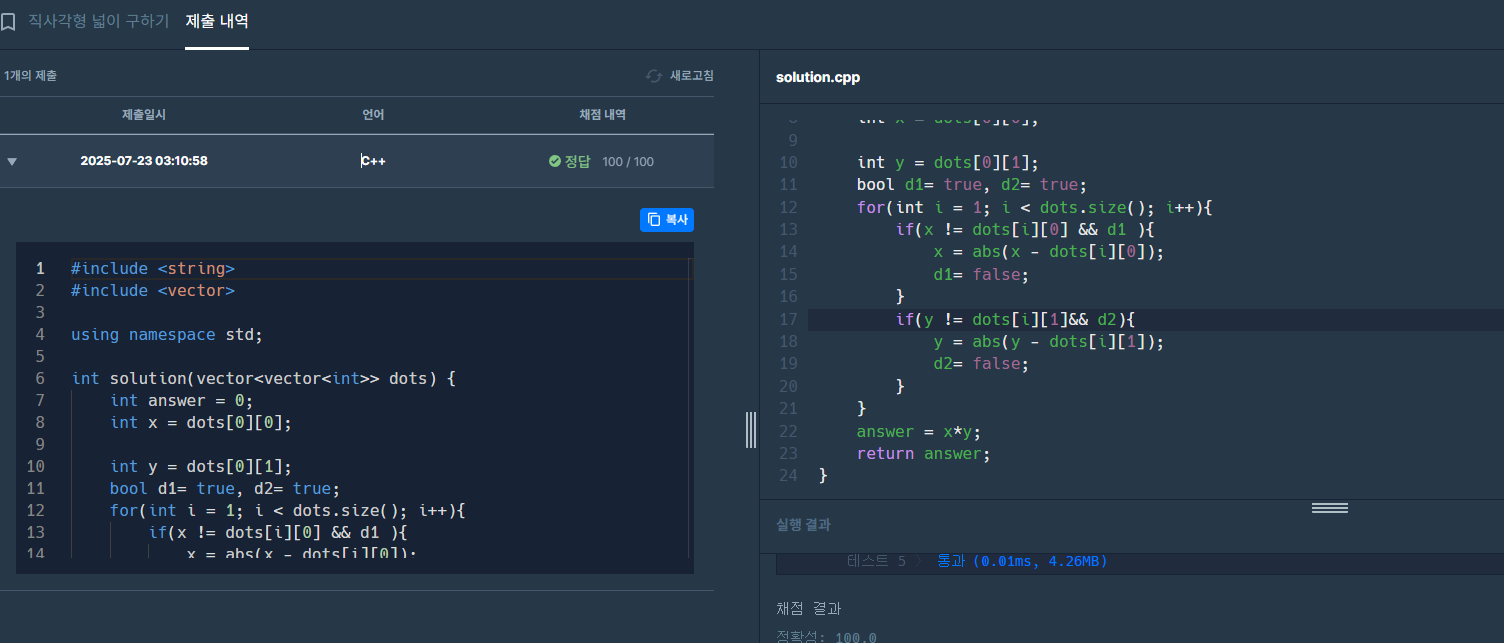 직사각형 넓이 구하기 제출 내역
1개의 제출 새로고침
제출일시 언어 채점 내역
2025-07-23 03:10:58 C++ 정답 100 / 100
복사
1 #include <string>
2 #include <vector>
3
4 using namespace std;
5
6 int solution(vector<vector<int>> dots) {
7 int answer = 0;
8 int x = dots[0][0];
9
10 int y = dots[0][1];
11 bool d1= true, d2= true;
12 for(int i = 1; i < dots.size(); i++){
13 if(x != dots[i][0] && d1 ){
14 x = abs(x - dots[i][0]);
solution.cpp
8 int x = dots[0][0];
9
10 int y = dots[0][1];
11 bool d1= true, d2= true;
12 for(int i = 1; i < dots.size(); i++){
13 if(x != dots[i][0] && d1 ){
14 x = abs(x - dots[i][0]);
15 d1= false;
16 }
17 if(y != dots[i][1]&& d2){
18 y = abs(y - dots[i][1]);
19 d2= false;
20 }
21 }
22 answer = x*y;
23 return answer;
24 }
실행 결과
테스트 5 〉 통과 (0.01ms, 4.26MB)
채점 결과
정확성: 100.0